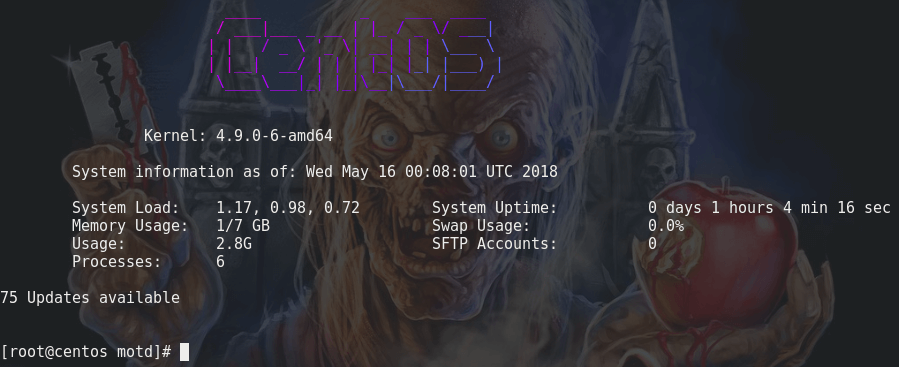 CentOS
Kernel: 4.9.0-6-amd64
System information as of: Wed May 16 00:08:01 UTC 2018
System Load: 1.17, 0.98, 0.72 System Uptime: 0 days 1 hours 4 min 16 sec
Memory Usage: 1/7 GB Swap Usage: 0.0%
Usage: 2.8G SFTP Accounts: 0
Processes: 6
75 Updates available
[root@centos motd]#